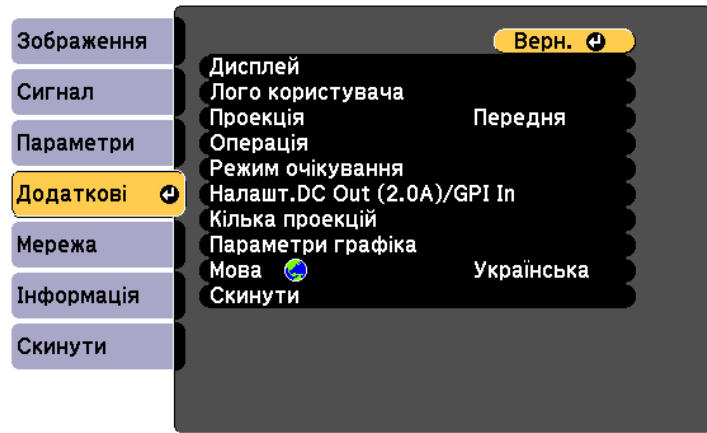 Зображення
Сигнал
Параметри
Додаткові
Мережа
Інформація
Скинути
Верн.
Дисплей
Лого користувача
Проекція Передня
Операція
Режим очікування
Налашт.DC Out (2.0A)/GPI In
Кілька проекцій
Параметри графіка
Мова Українська
Скинути